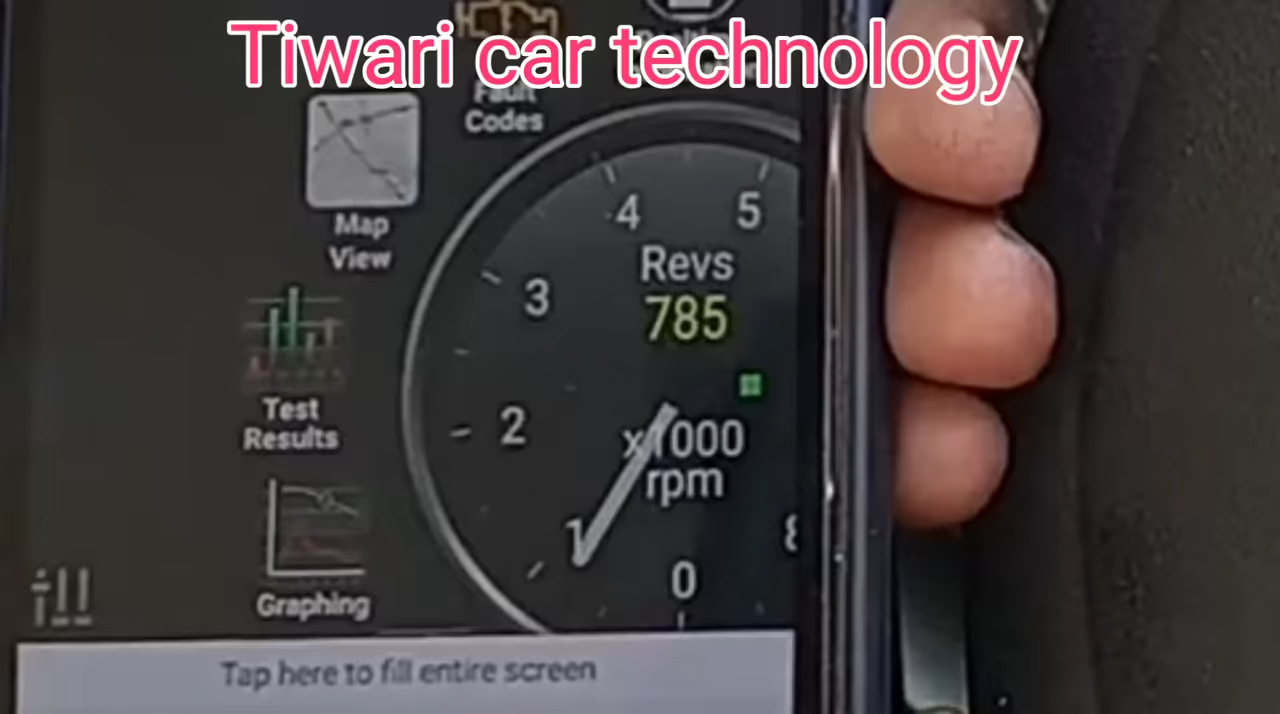 Tiwari car technology
Fault
Codes
Map
View
4
5
Revs
785
3
Test
Results
2
x1000
rpm
1
8
0
Graphing
Tap here to fill entire screen